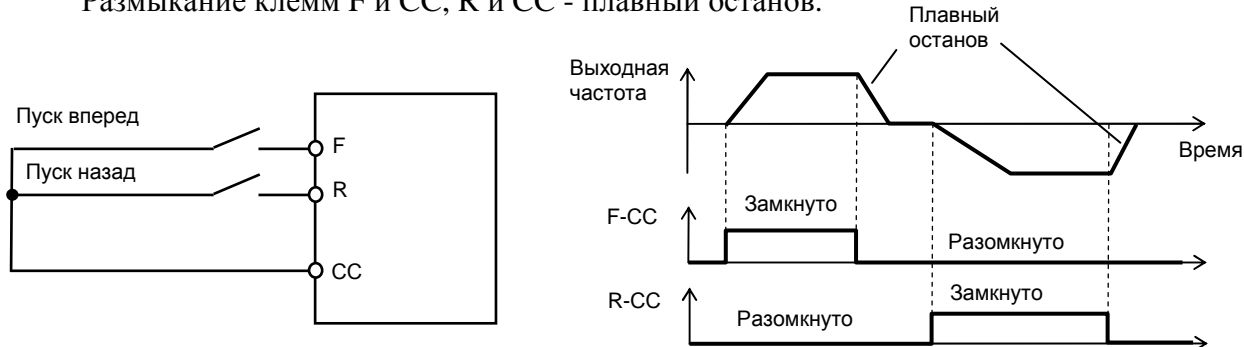 Размыкание клемм F и CC, R и CC - плавный останов.
Плавный
останов
Выходная
частота
Время
Пуск вперед
F
Пуск назад
R
CC
F-CC
Замкнуто
Разомкнуто
R-CC
Разомкнуто
Замкнуто